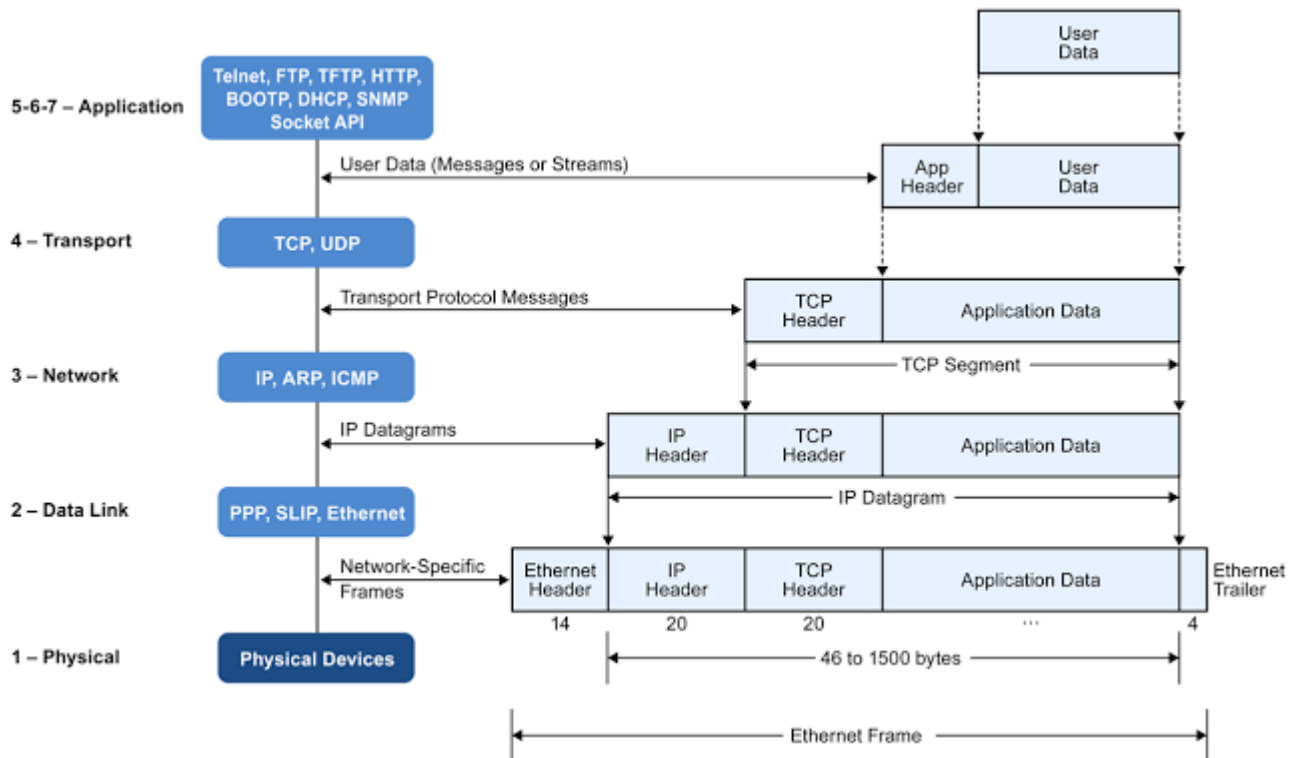 User
Data
Telnet, FTP, TFTP, HTTP,
BOOTP, DHCP, SNMP
Socket API
5-6-7 – Application
User Data (Messages or Streams)
App
Header
User
Data
4 – Transport
TCP, UDP
Transport Protocol Messages
TCP
Header
Application Data
TCP Segment
3 – Network
IP, ARP, ICMP
IP Datagrams
IP
Header
TCP
Header
Application Data
IP Datagram
2 – Data Link
PPP, SLIP, Ethernet
Network-Specific
Frames
Ethernet
Header
IP
Header
TCP
Header
Application Data
Ethernet
Trailer
14
20
20
...
4
1 – Physical
Physical Devices
46 to 1500 bytes
Ethernet Frame